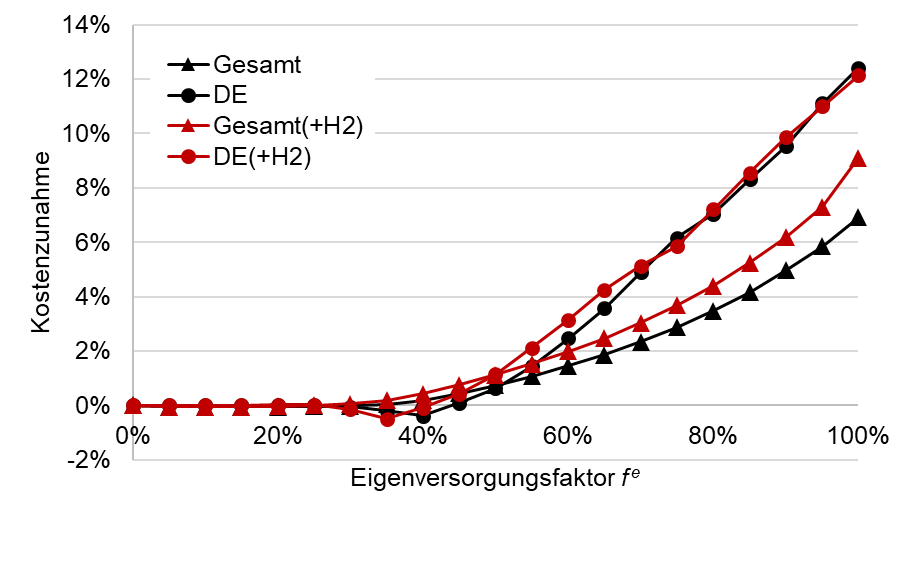 14%
12%
10%
8%
6%
4%
2%
0%
-2%
Kostenzunahme
Gesamt
DE
Gesamt(+H2)
DE(+H2)
0%
20%
40%
60%
80%
100%
Eigenversorgungsfaktor f e